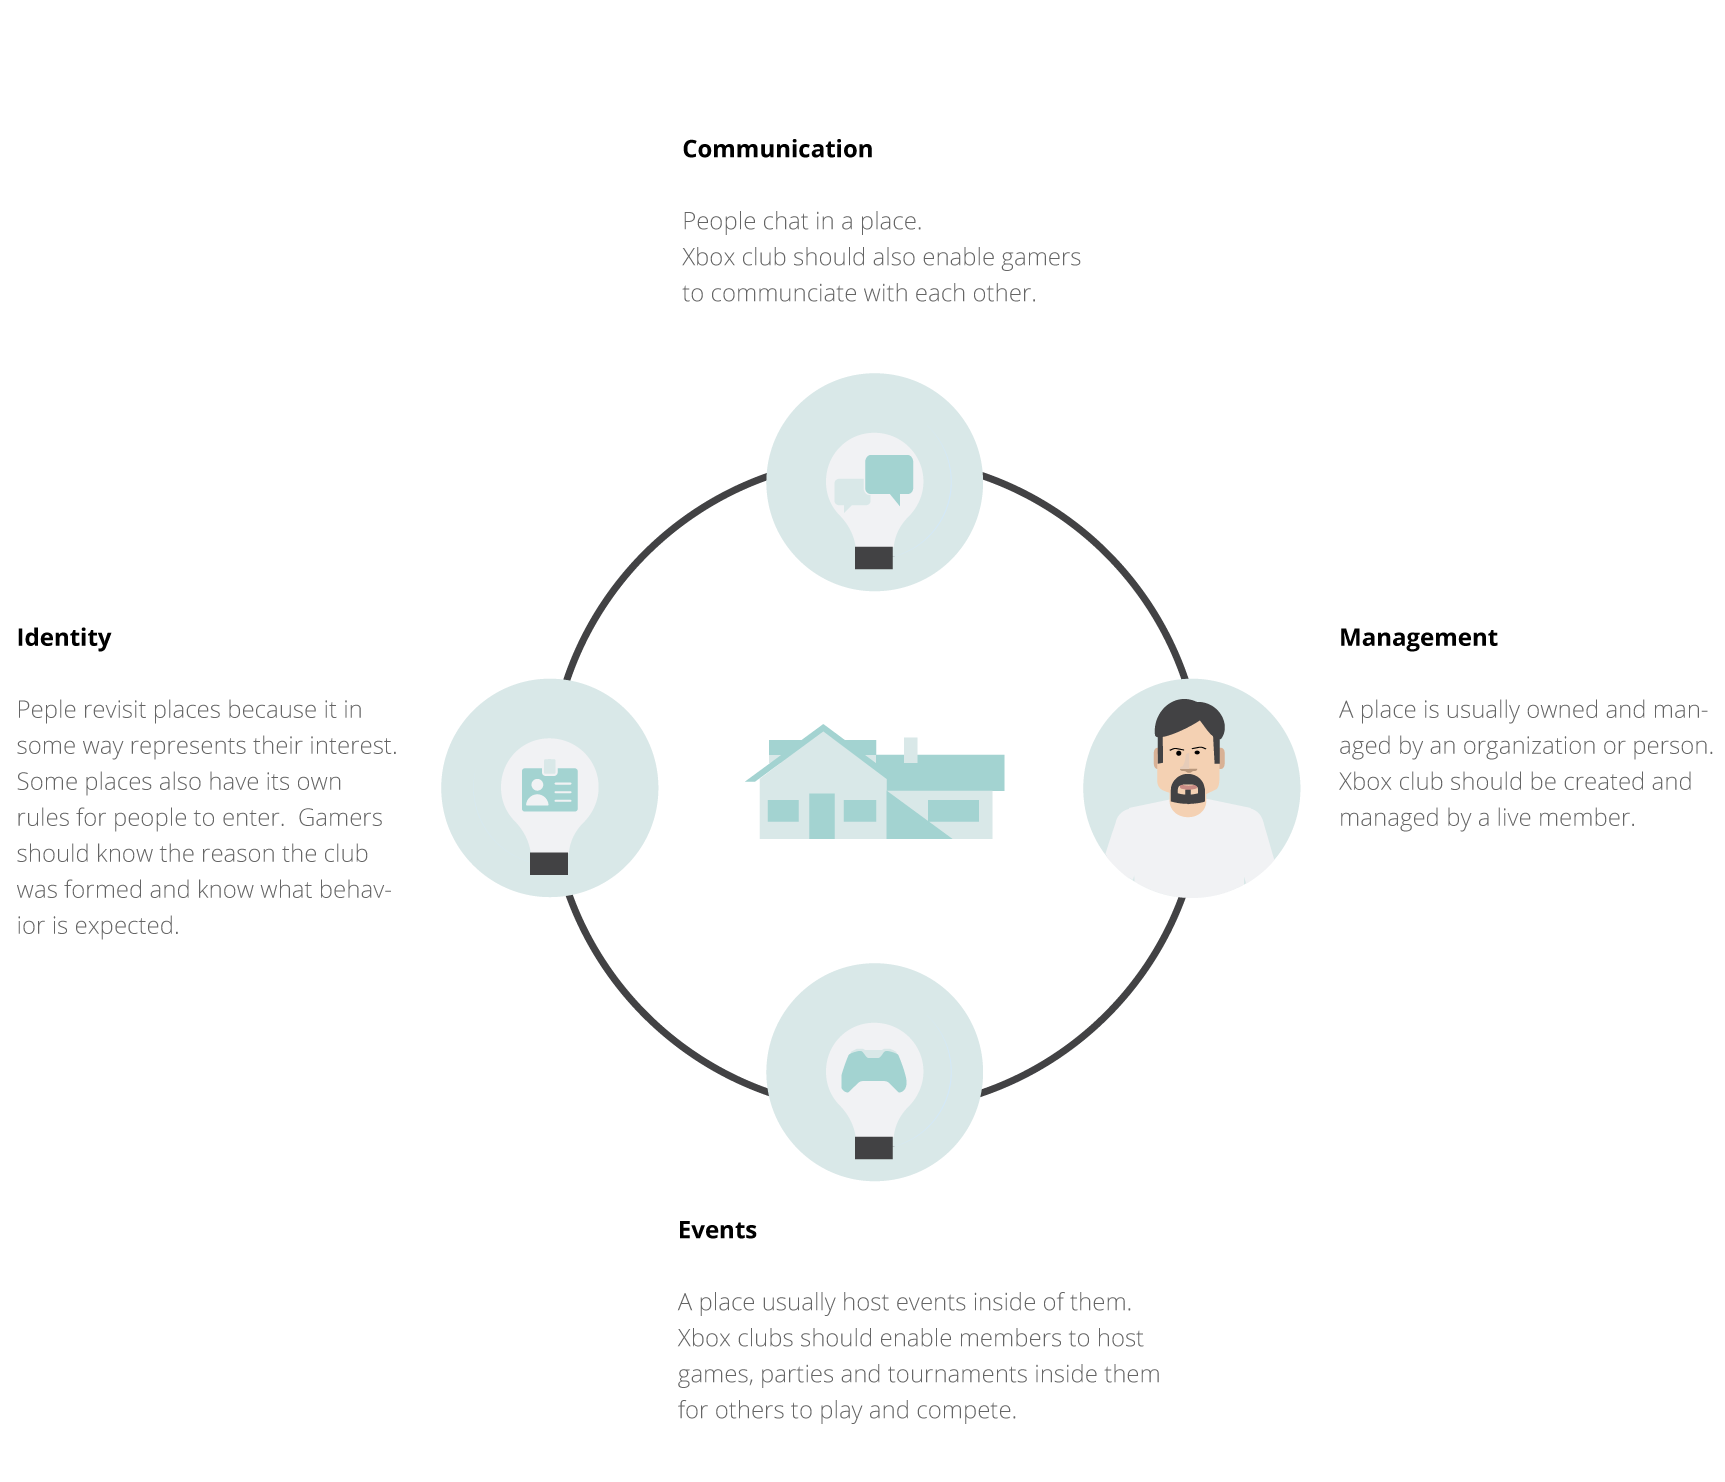 Communication
People chat in a place.
Xbox club should also enable gamers
to communciate with each other.
Identity
Peple revisit places because it in
some way represents their interest.
Some places also have its own
rules for people to enter.  Gamers
should know the reason the club
was formed and know what behav-
ior is expected.
Management
A place is usually owned and man-
aged by an organization or person.
Xbox club should be created and
managed by a live member.
Events
A place usually host events inside of them.
Xbox clubs should enable members to host
games, parties and tournaments inside them
for others to play and compete.